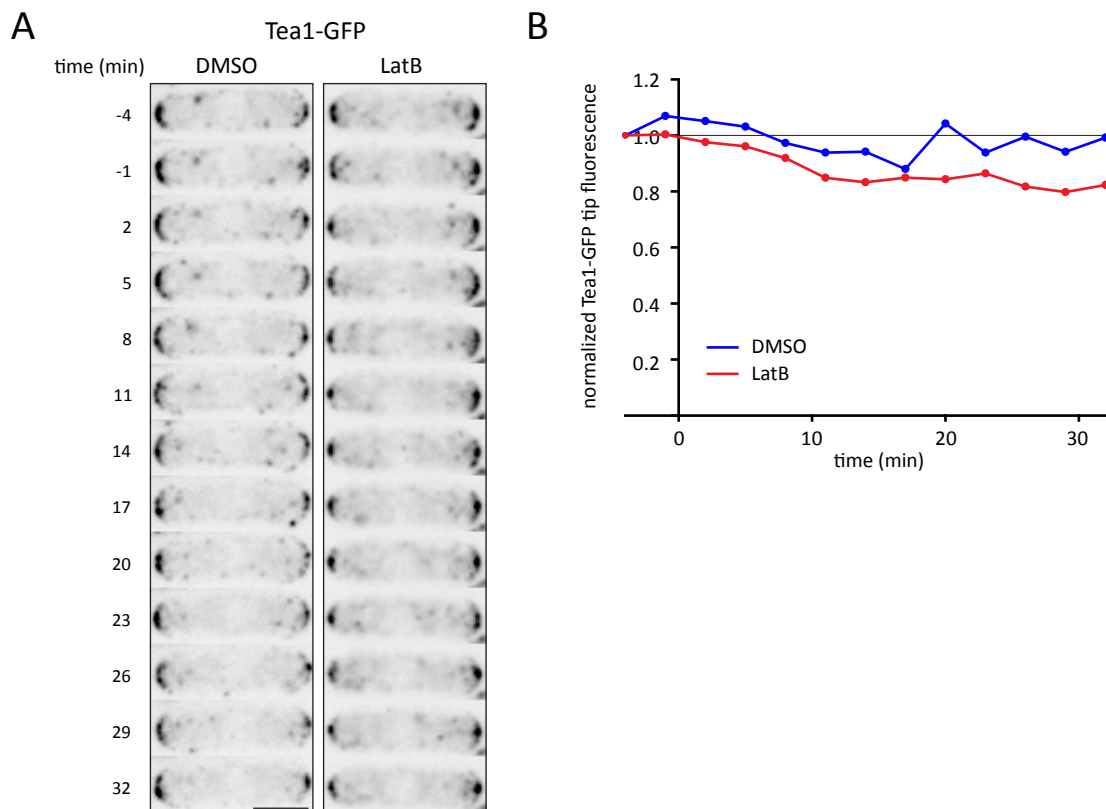 A
Tea1-GFP
time (min) DMSO LatB
-4
-1
2
5
8
11
14
17
20
23
26
29
32
B
normalized Tea1-GFP tip fluorescence
1.2
1.0
0.8
0.6
0.4
0.2
DMSO
LatB
0 10 20 30
time (min)